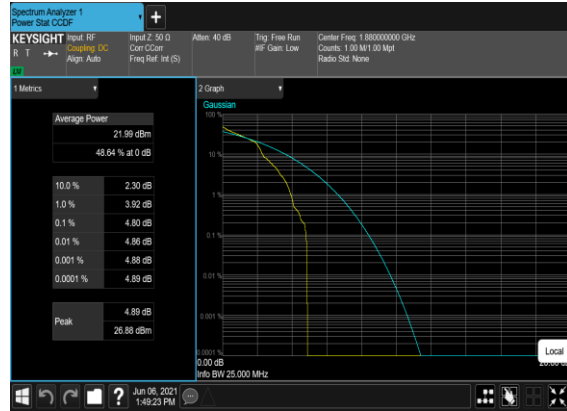 Spectrum Analyzer 1
Power Stat CCDF
KEYSIGHT
R T
LXI
Input: RF
Coupling: DC
Align: Auto
Input Z: 50 Ω
Corr CCorr
Freq Ref: Int (S)
Atten: 40 dB
Trig: Free Run
#IF Gain: Low
Center Freq: 1.880000000 GHz
Counts: 1.00 M/1.00 Mpt
Radio Std: None
1 Metrics
Average Power
21.99 dBm
48.64 % at 0 dB
10.0 % 2.30 dB
1.0 % 3.92 dB
0.1 % 4.80 dB
0.01 % 4.86 dB
0.001 % 4.88 dB
0.0001 % 4.89 dB
Peak
4.89 dB
26.88 dBm
2 Graph
Gaussian
100 %
10 %
1 %
0.1 %
0.01 %
0.001 %
0.0001 %
0.00 dB
Info BW 25.000 MHz
Local
Jun 06, 2021
1:49:23 PM